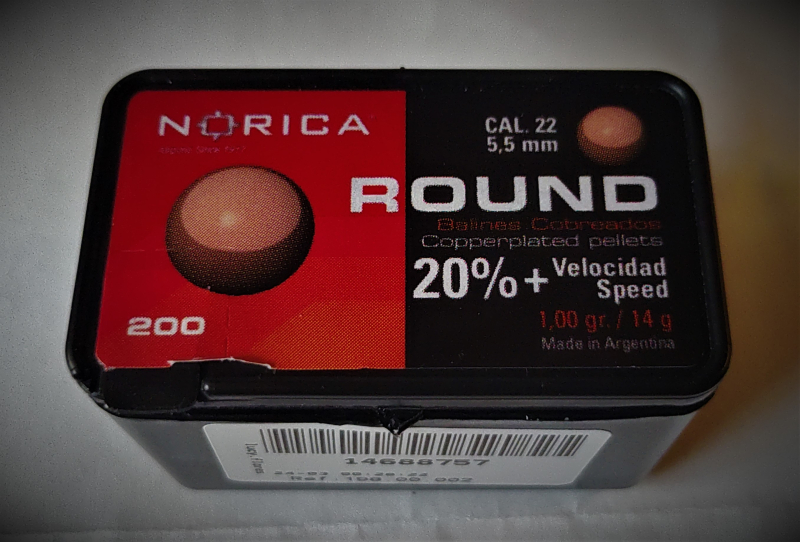 NORICA
CAL. 22
5,5 mm
ROUND
Balines Cobreados
Copperplated pellets
20%+ Velocidad
Speed
200
1,00 gr. / 14 g
Made in Argentina
14688757
Ref.